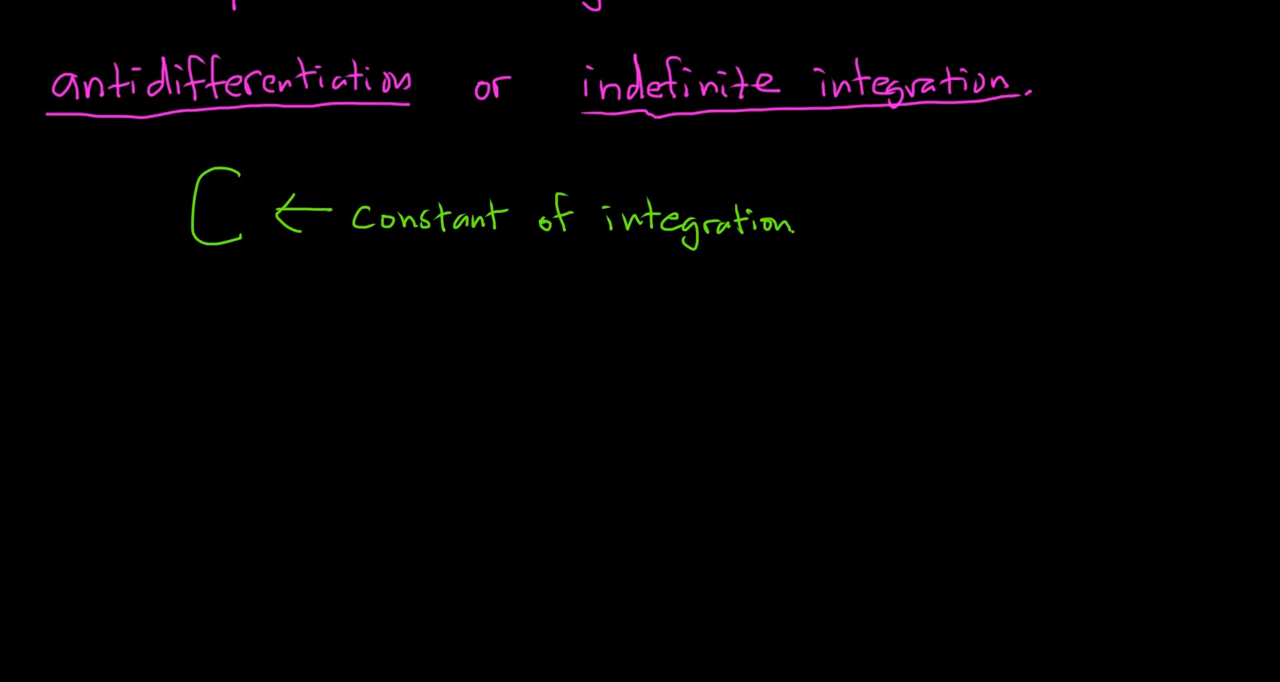 antidifferentiation or indefinite integration.
C ← constant of integration